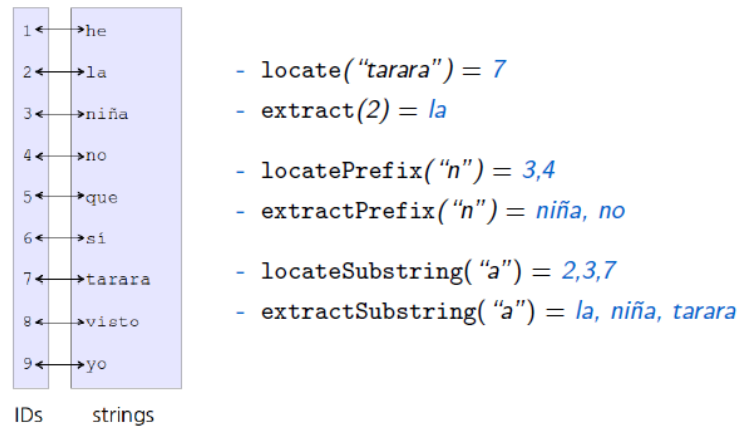 1 he
2 la
3 niña
4 no
5 que
6 sí
7 tarara
8 visto
9 yo
IDs strings
- locate(“tarara”) = 7
- extract(2) = la
- locatePrefix(“n”) = 3,4
- extractPrefix(“n”) = niña, no
- locateSubstring( “a”) = 2,3,7
- extractSubstring( “a”) = la, niña, tarara